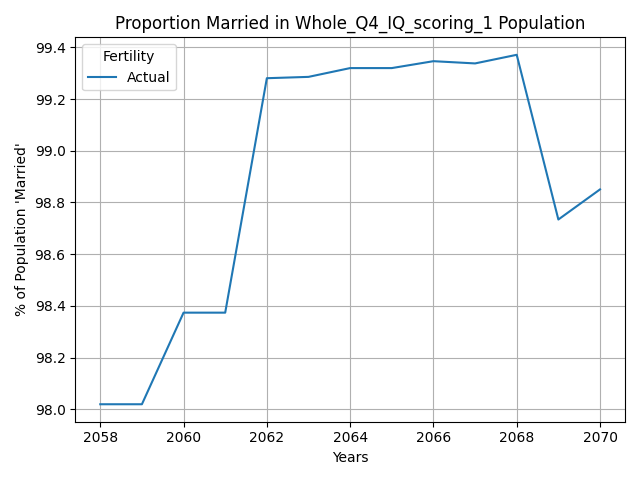 Proportion Married in Whole_Q4_IQ_scoring_1 Population
Fertility
Actual
% of Population 'Married'
99.4
99.2
99.0
98.8
98.6
98.4
98.2
98.0
2058 2060 2062 2064 2066 2068 2070
Years